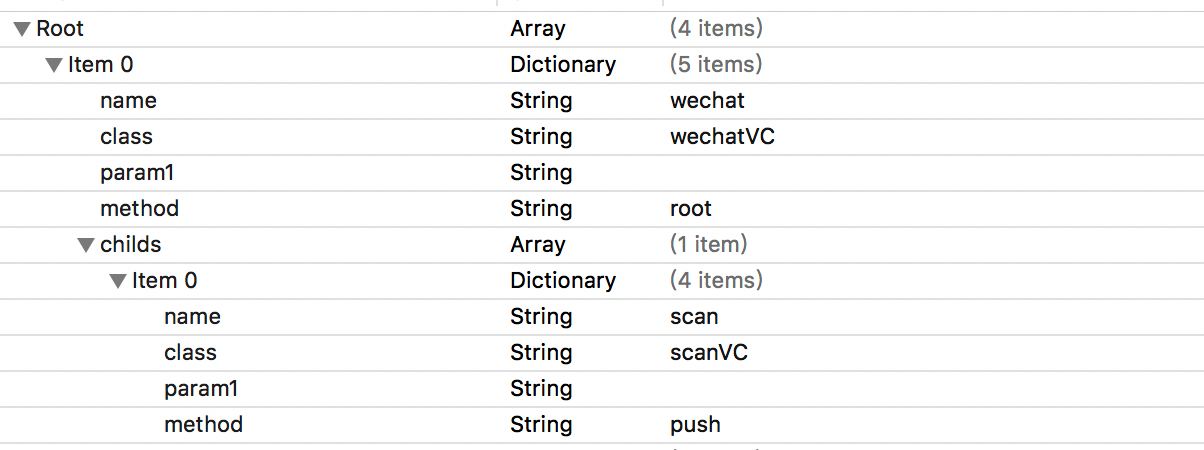 Root Array (4 items)
Item 0 Dictionary (5 items)
name String wechat
class String wechatVC
param1 String
method String root
childs Array (1 item)
Item 0 Dictionary (4 items)
name String scan
class String scanVC
param1 String
method String push